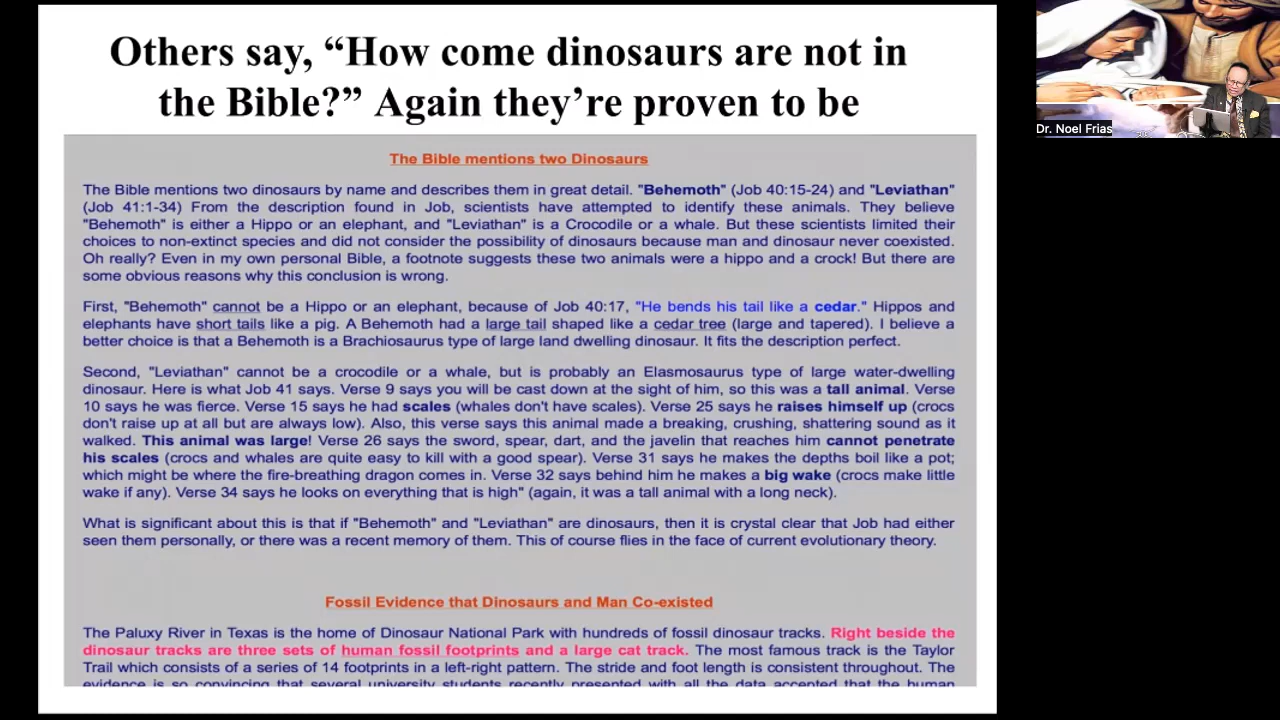 Others say, “How come dinosaurs are not in
the Bible?” Again they’re proven to be
The Bible mentions two Dinosaurs
The Bible mentions two dinosaurs by name and describes them in great detail. "Behemoth" (Job 40:15-24) and "Leviathan"
(Job 41:1-34) From the description found in Job, scientists have attempted to identify these animals. They believe
"Behemoth" is either a Hippo or an elephant, and "Leviathan" is a Crocodile or a whale. But these scientists limited their
choices to non-extinct species and did not consider the possibility of dinosaurs because man and dinosaur never coexisted.
Oh really? Even in my own personal Bible, a footnote suggests these two animals were a hippo and a crock! But there are
some obvious reasons why this conclusion is wrong.
First, "Behemoth" cannot be a Hippo or an elephant, because of Job 40:17, "He bends his tail like a cedar." Hippos and
elephants have short tails like a pig. A Behemoth had a large tail shaped like a cedar tree (large and tapered). I believe a
better choice is that a Behemoth is a Brachiosaurus type of large land dwelling dinosaur. It fits the description perfect.
Second, "Leviathan" cannot be a crocodile or a whale, but is probably an Elasmosaurus type of large water-dwelling
dinosaur. Here is what Job 41 says. Verse 9 says you will be cast down at the sight of him, so this was a tall animal. Verse
10 says he was fierce. Verse 15 says he had scales (whales don't have scales). Verse 25 says he raises himself up (crocs
don't raise up at all but are always low). Also, this verse says this animal made a breaking, crushing, shattering sound as it
walked. This animal was large! Verse 26 says the sword, spear, dart, and the javelin that reaches him cannot penetrate
his scales (crocs and whales are quite easy to kill with a good spear). Verse 31 says he makes the depths boil like a pot;
which might be where the fire-breathing dragon comes in. Verse 32 says behind him he makes a big wake (crocs make little
wake if any). Verse 34 says he looks on everything that is high" (again, it was a tall animal with a long neck).
What is significant about this is that if "Behemoth" and "Leviathan" are dinosaurs, then it is crystal clear that Job had either
seen them personally, or there was a recent memory of them. This of course flies in the face of current evolutionary theory.
Fossil Evidence that Dinosaurs and Man Co-existed
The Paluxy River in Texas is the home of Dinosaur National Park with hundreds of fossil dinosaur tracks. Right beside the
dinosaur tracks are three sets of human fossil footprints and a large cat track. The most famous track is the Taylor
Trail which consists of a series of 14 footprints in a left-right pattern. The stride and foot length is consistent throughout. The
evidence is so convincing that several university students recently presented with all the data accepted that the human
Dr. Noel Frias